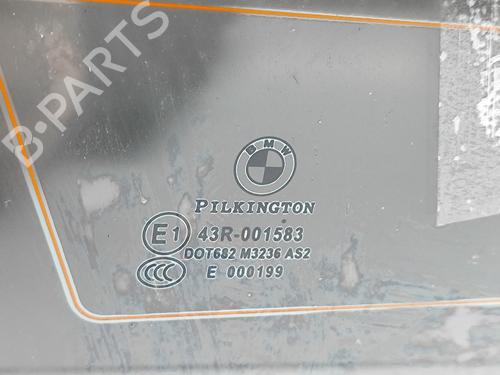 B-PARTS
BMW
PILKINGTON
E1 43R-001583
DOT682 M3236 AS2
CCC E 000199